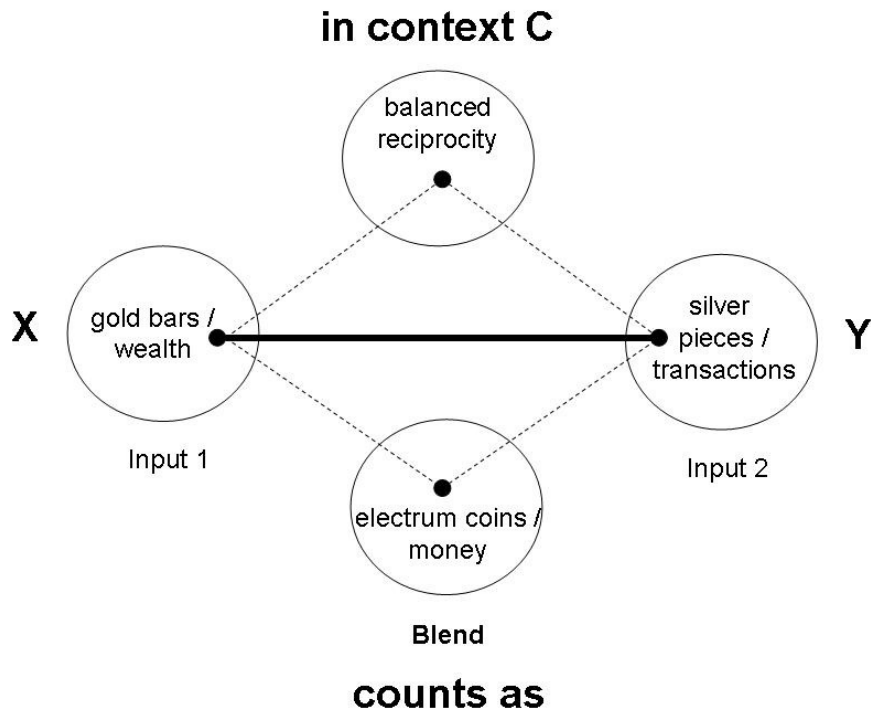 in context C
balanced
reciprocity
X
gold bars /
wealth
silver
pieces /
transactions
Y
Input 1
Input 2
electrum coins /
money
Blend
counts as